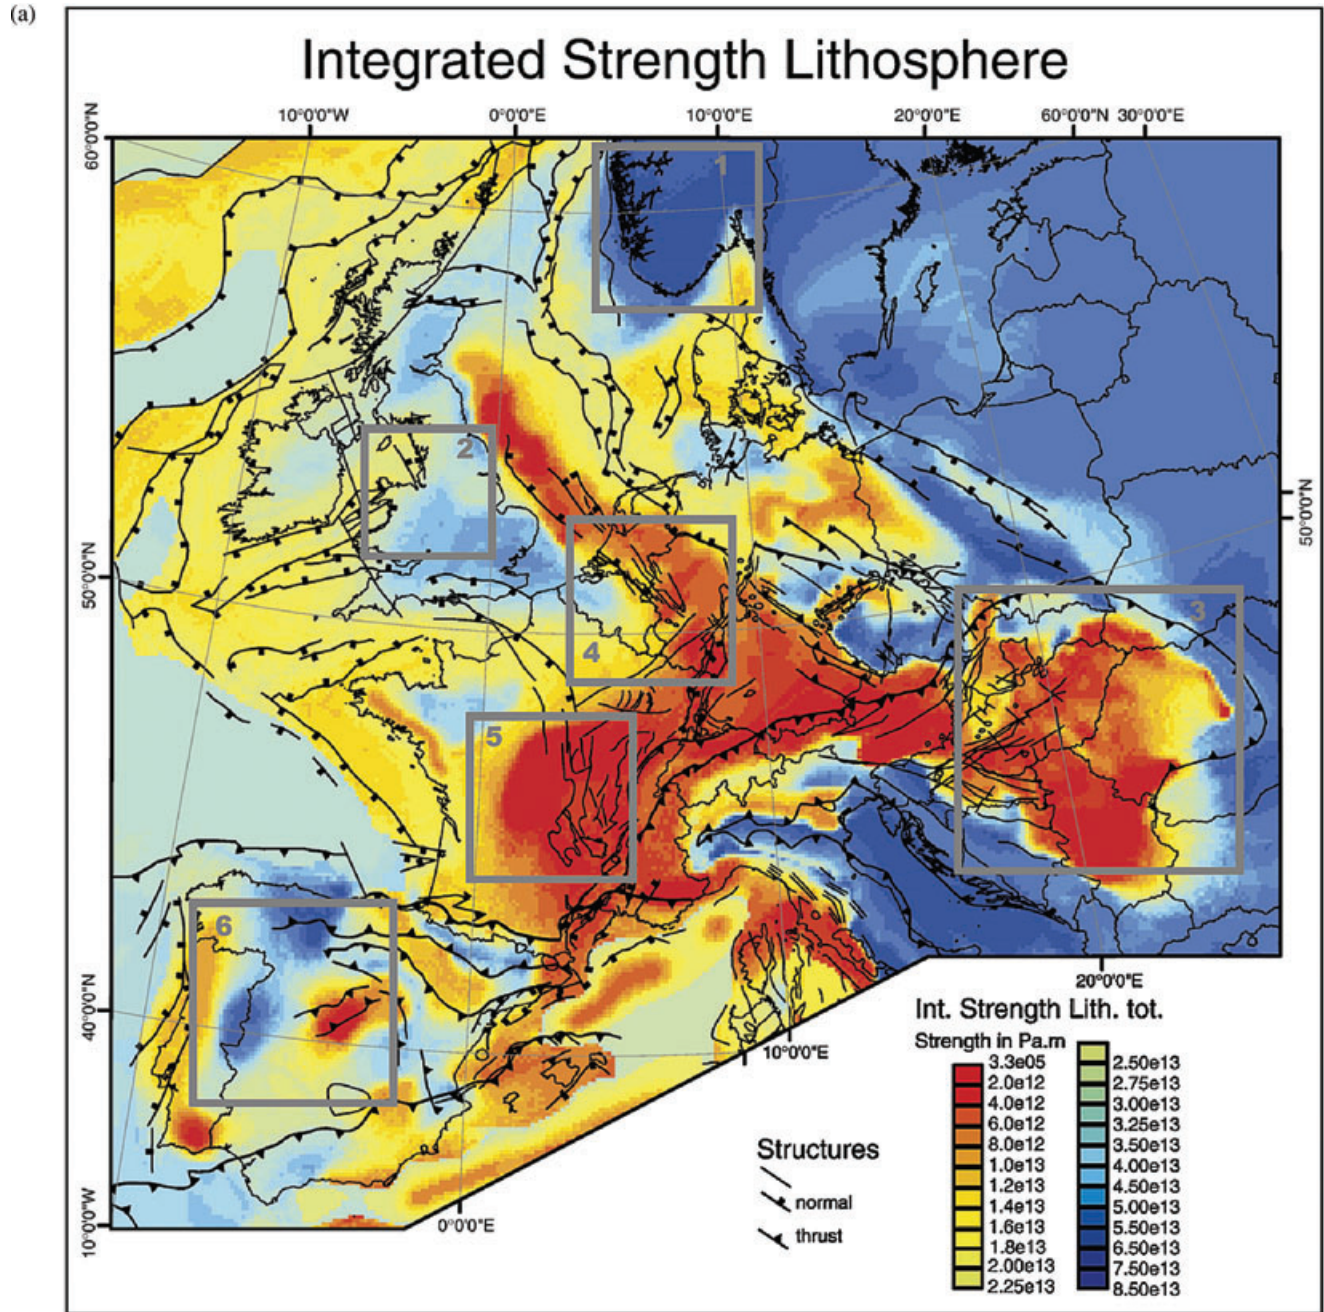 (a)
Integrated Strength Lithosphere
10°0'0"W 0°0'0"E 10°0'0"E 20°0'0"E 60°0'0"N 30°0'0"E
60°0'0"N
1
2
50°0'0"N
50°0'0"N
3
4
5
6
40°0'0"N
20°0'0"E
10°0'0"E
10°0'0"W
0°0'0"E
Int. Strength Lith. tot.
Strength in Pa.m
3.3e05
2.0e12 2.50e13
4.0e12 2.75e13
6.0e12 3.00e13
8.0e12 3.25e13
1.0e13 3.50e13
1.2e13 4.00e13
1.4e13 4.50e13
1.6e13 5.00e13
1.8e13 5.50e13
2.00e13 6.50e13
2.25e13 7.50e13
8.50e13
Structures
normal
thrust